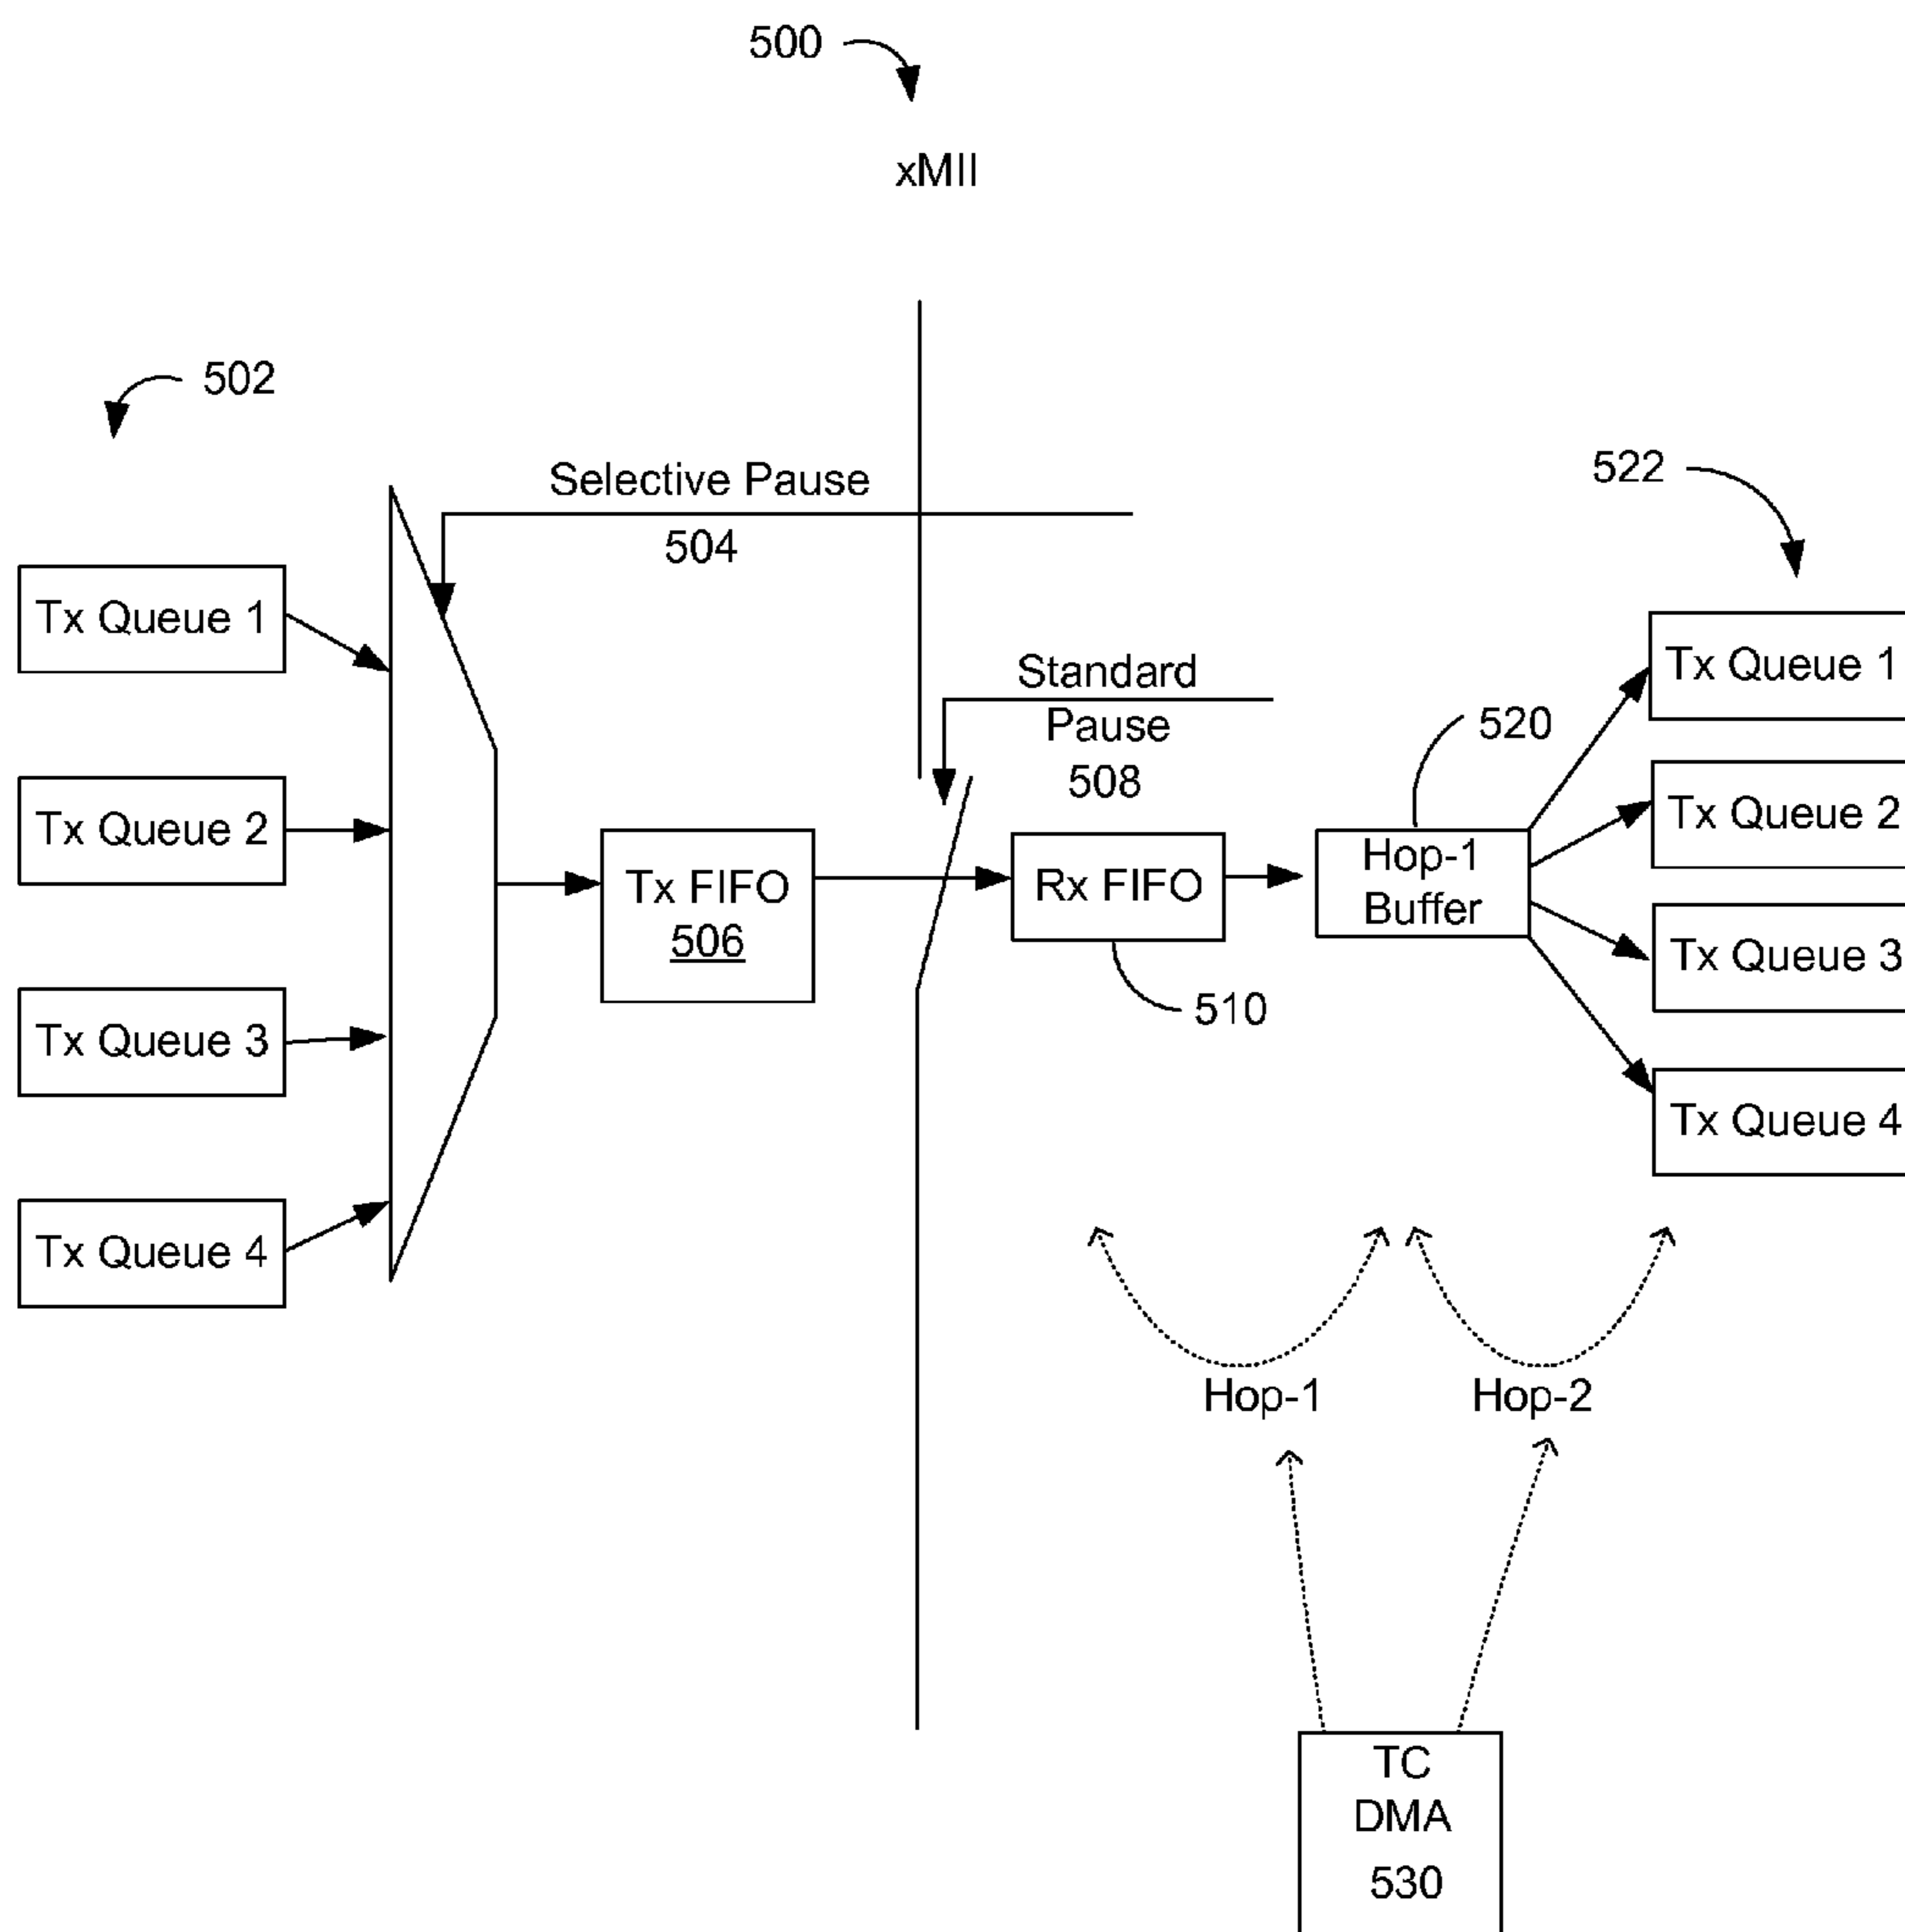 500
xMII
502
Selective Pause
504
522
Tx Queue 1
Tx Queue 2
Tx Queue 3
Tx Queue 4
Tx FIFO
506
Standard
Pause
508
Rx FIFO
510
520
Hop-1
Buffer
Tx Queue 1
Tx Queue 2
Tx Queue 3
Tx Queue 4
Hop-1
Hop-2
TC
DMA
530